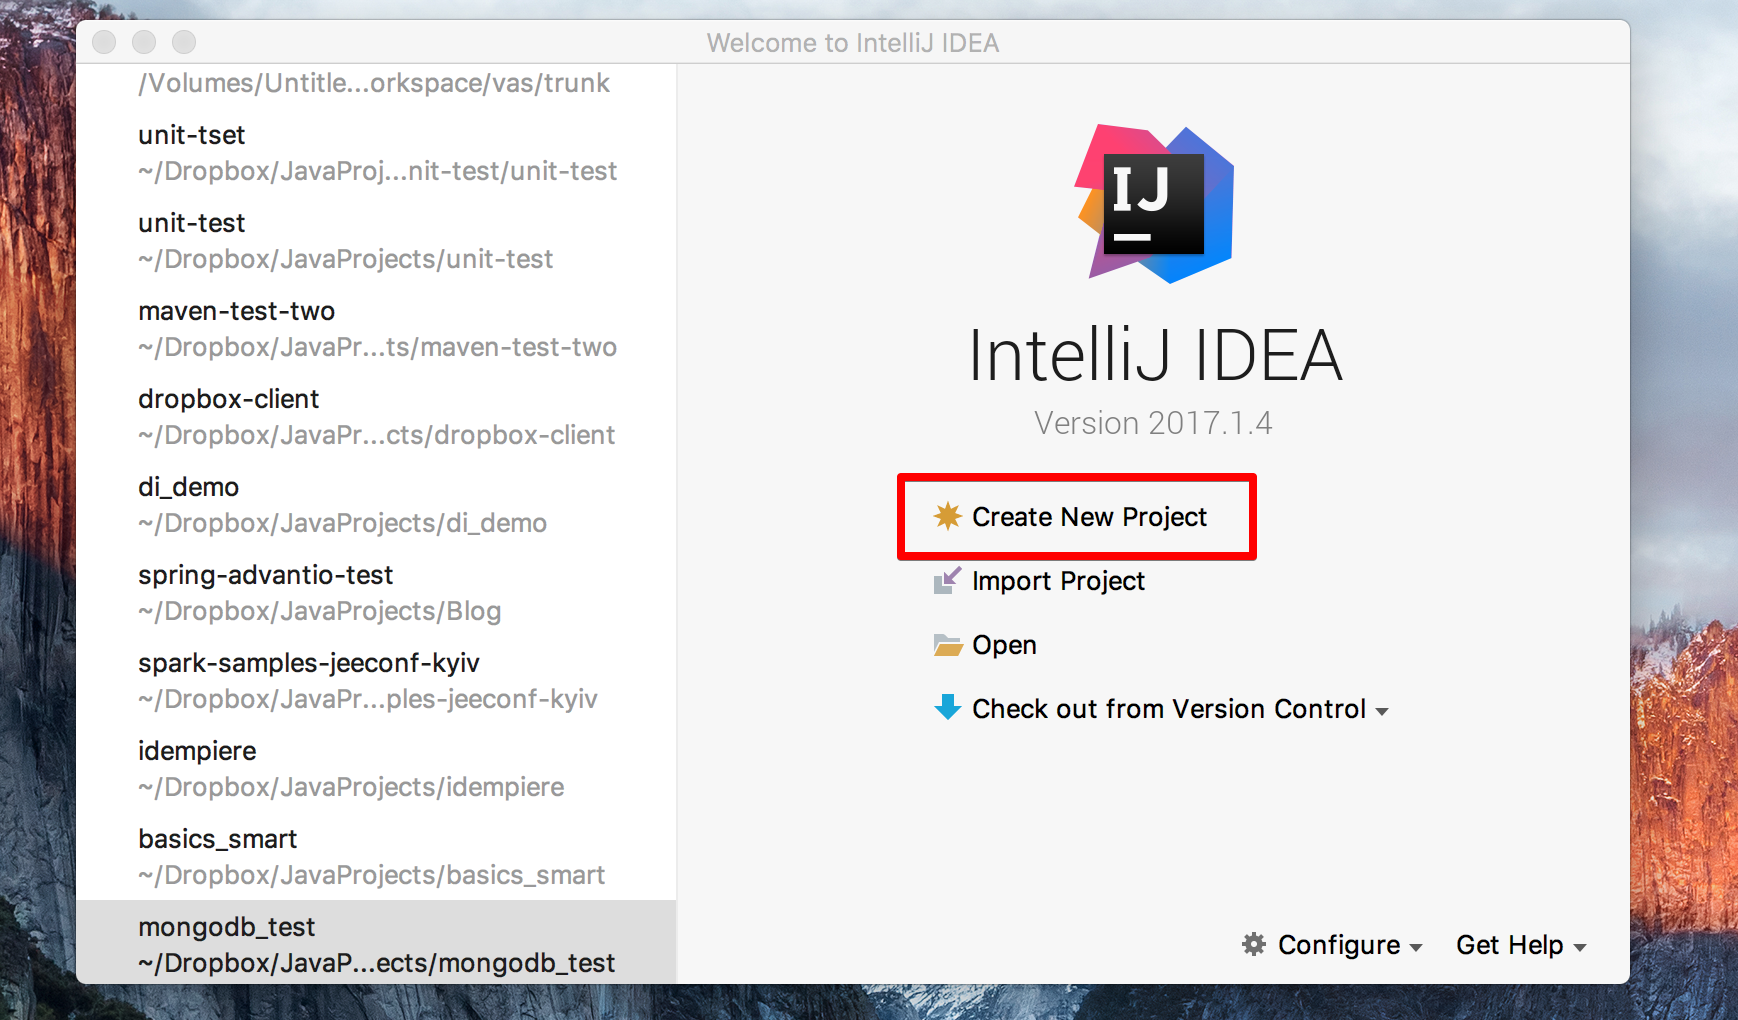 Welcome to IntelliJ IDEA
/Volumes/Untitle...orkspace/vas/trunk
unit-tset
~/Dropbox/JavaProj...nit-test/unit-test
unit-test
~/Dropbox/JavaProjects/unit-test
maven-test-two
~/Dropbox/JavaPr...ts/maven-test-two
dropbox-client
~/Dropbox/JavaPr...cts/dropbox-client
di_demo
~/Dropbox/JavaProjects/di_demo
spring-advantio-test
~/Dropbox/JavaProjects/Blog
spark-samples-jeeconf-kyiv
~/Dropbox/JavaPr...ples-jeeconf-kyiv
idempiere
~/Dropbox/JavaProjects/idempiere
basics_smart
~/Dropbox/JavaProjects/basics_smart
mongodb_test
~/Dropbox/JavaP...ects/mongodb_test
IJ
IntelliJ IDEA
Version 2017.1.4
Create New Project
Import Project
Open
Check out from Version Control
Configure
Get Help